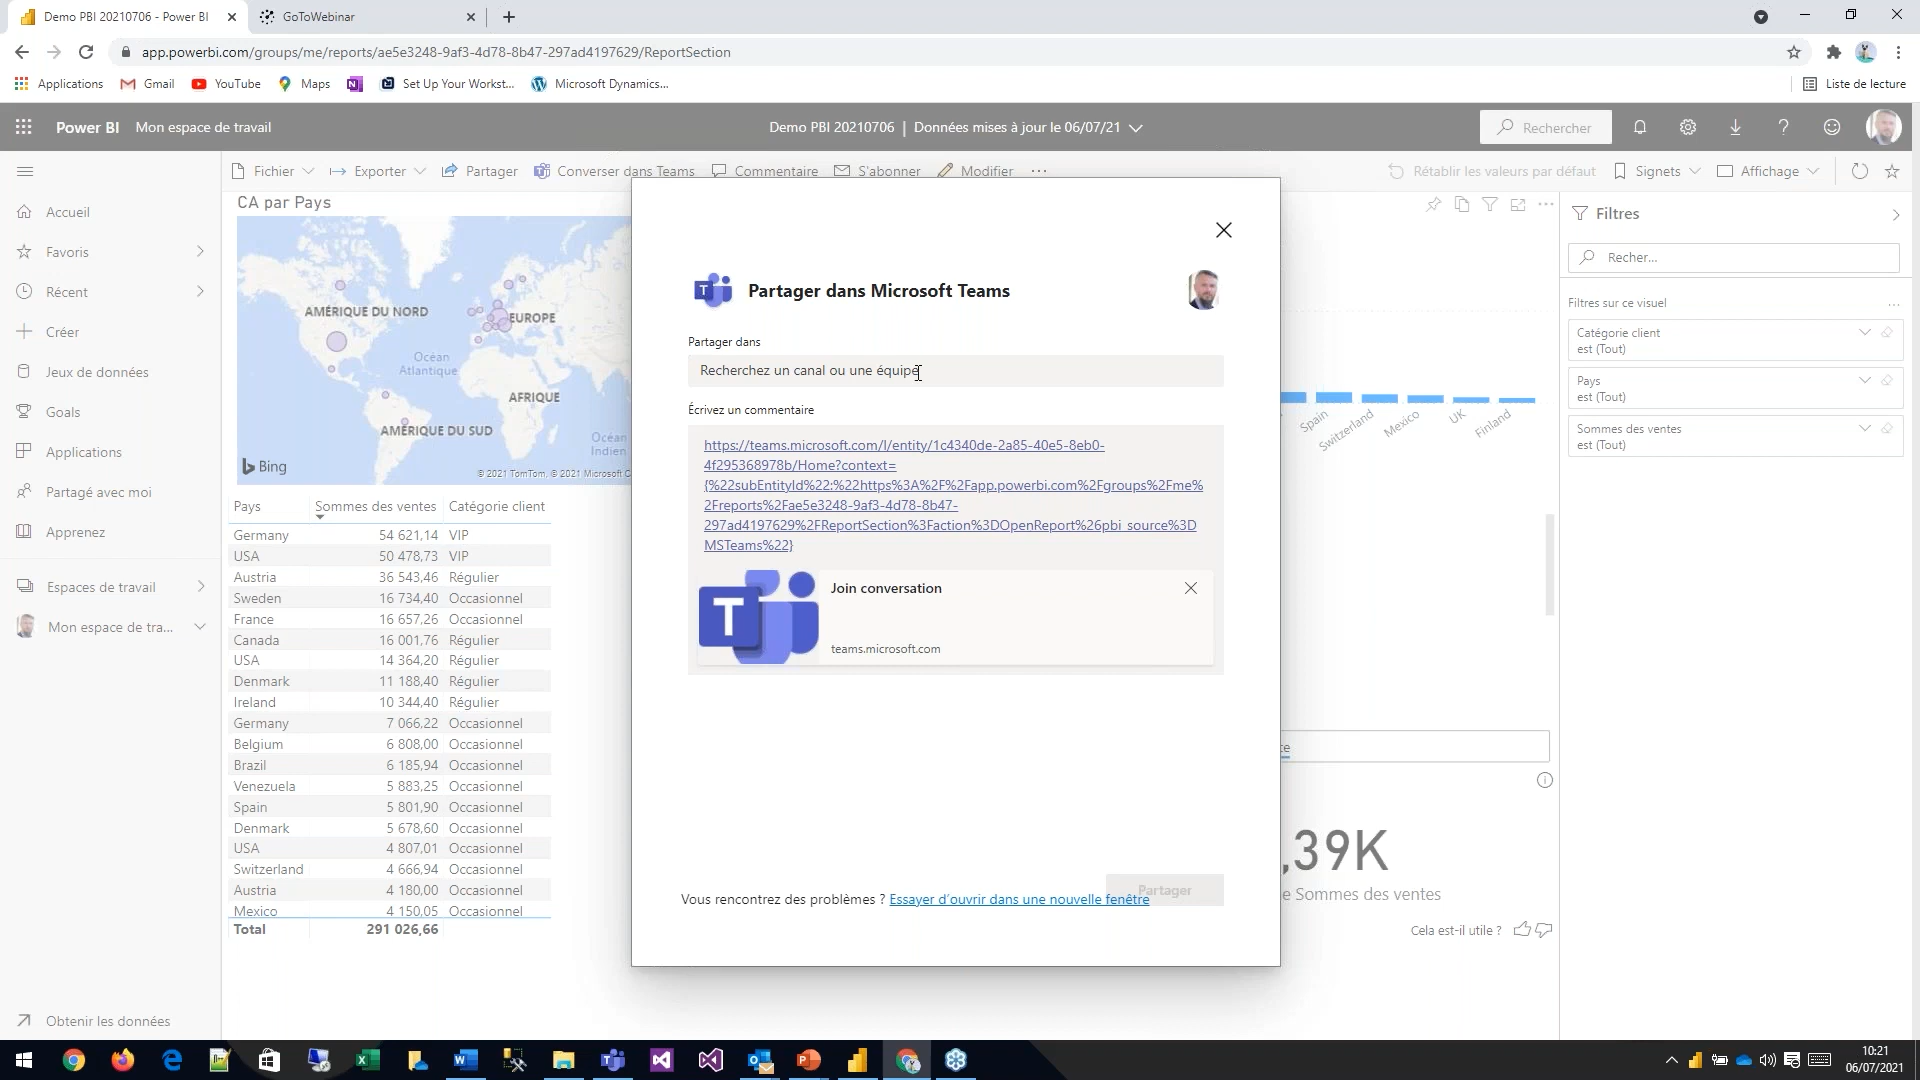 Demo PBI 20210706 - Power BI
GoToWebinar
app.powerbi.com/groups/me/reports/ae5e3248-9af3-4d78-8b47-297ad4197629/ReportSection
Applications
Gmail
YouTube
Maps
Set Up Your Workst...
Microsoft Dynamics...
Liste de lecture
Power BI
Mon espace de travail
Demo PBI 20210706 | Données mises à jour le 06/07/21
Rechercher
Fichier
Exporter
Partager
Converser dans Teams
Commentaire
S'abonner
Modifier
Rétablir les valeurs par défaut
Signets
Affichage
Accueil
Favoris
Récent
Créer
Jeux de données
Goals
Applications
Partagé avec moi
Apprenez
Espaces de travail
Mon espace de tra...
Obtenir les données
CA par Pays
AMÉRIQUE DU NORD
EUROPE
Océan
Atlantique
AFRIQUE
AMÉRIQUE DU SUD
Océan
Indien
Bing
© 2021 TomTom, © 2021 Microsoft C
Pays Sommes des ventes Catégorie client
Germany 54 621,14 VIP
USA 50 478,73 VIP
Austria 36 543,46 Régulier
Sweden 16 734,40 Occasionnel
France 16 657,26 Occasionnel
Canada 16 001,76 Régulier
USA 14 364,20 Régulier
Denmark 11 188,40 Régulier
Ireland 10 344,40 Régulier
Germany 7 066,22 Occasionnel
Belgium 6 808,00 Occasionnel
Brazil 6 185,94 Occasionnel
Venezuela 5 883,25 Occasionnel
Spain 5 801,90 Occasionnel
Denmark 5 678,60 Occasionnel
USA 4 807,01 Occasionnel
Switzerland 4 666,94 Occasionnel
Austria 4 180,00 Occasionnel
Mexico 4 150,05 Occasionnel
Total 291 026,66
Partager dans Microsoft Teams
Partager dans
Recherchez un canal ou une équipe
Écrivez un commentaire
https://teams.microsoft.com/l/entity/1c4340de-2a85-40e5-8eb0-
4f295368978b/Home?context=
{%22subEntityId%22:%22https%3A%2F%2Fapp.powerbi.com%2Fgroups%2Fme%
2Freports%2Fae5e3248-9af3-4d78-8b47-
297ad4197629%2FReportSection%3Faction%3DOpenReport%26pbi_source%3D
MSTeams%22}
T
Join conversation
teams.microsoft.com
Partager
Vous rencontrez des problèmes ? Essayer d'ouvrir dans une nouvelle fenêtre
Spain
Switzerland
Mexico
UK
Finland
,39K
e Sommes des ventes
Cela est-il utile ?
Filtres
Recher...
Filtres sur ce visuel
Catégorie client
est (Tout)
Pays
est (Tout)
Sommes des ventes
est (Tout)
10:21
06/07/2021